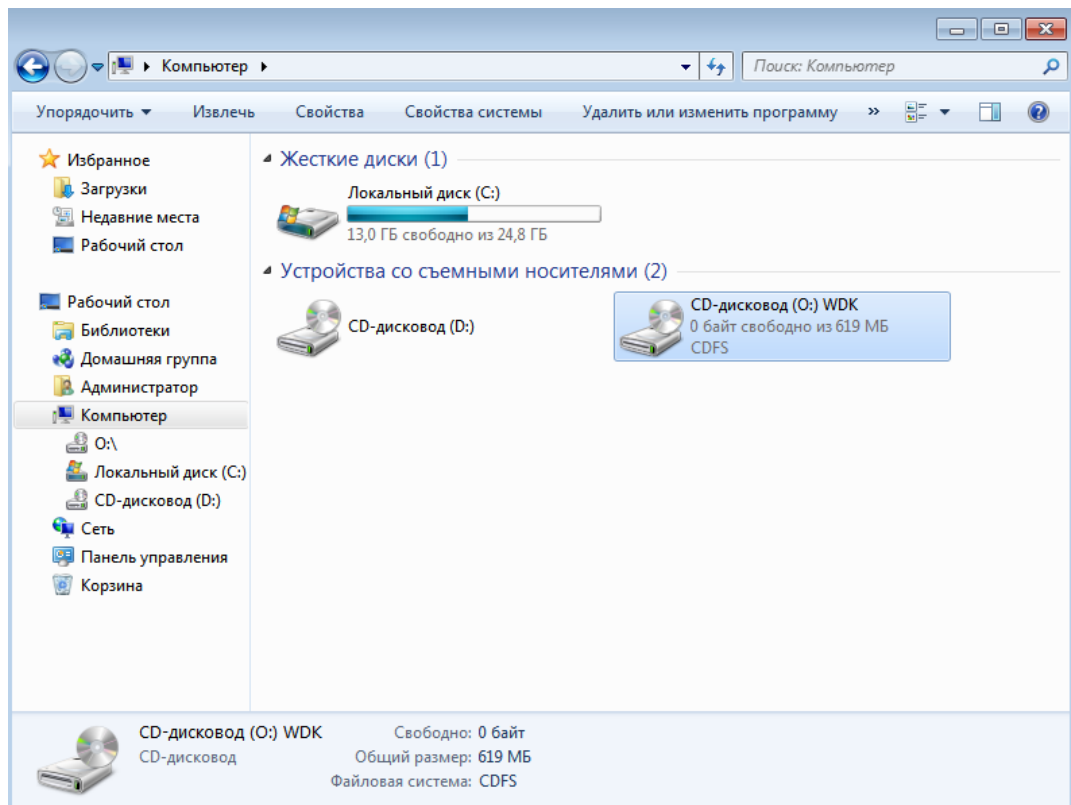 Компьютер
Поиск: Компьютер
Упорядочить Извлечь Свойства Свойства системы Удалить или изменить программу »
Избранное
Загрузки
Недавние места
Рабочий стол
Рабочий стол
Библиотеки
Домашняя группа
Администратор
Компьютер
O:\
Локальный диск (C:)
CD-дисковод (D:)
Сеть
Панель управления
Корзина
Жесткие диски (1)
Локальный диск (C:)
13,0 ГБ свободно из 24,8 ГБ
Устройства со съемными носителями (2)
CD-дисковод (D:)
CD-дисковод (O:) WDK
0 байт свободно из 619 МБ
CDFS
CD-дисковод (O:) WDK Свободно: 0 байт
CD-дисковод Общий размер: 619 МБ
Файловая система: CDFS